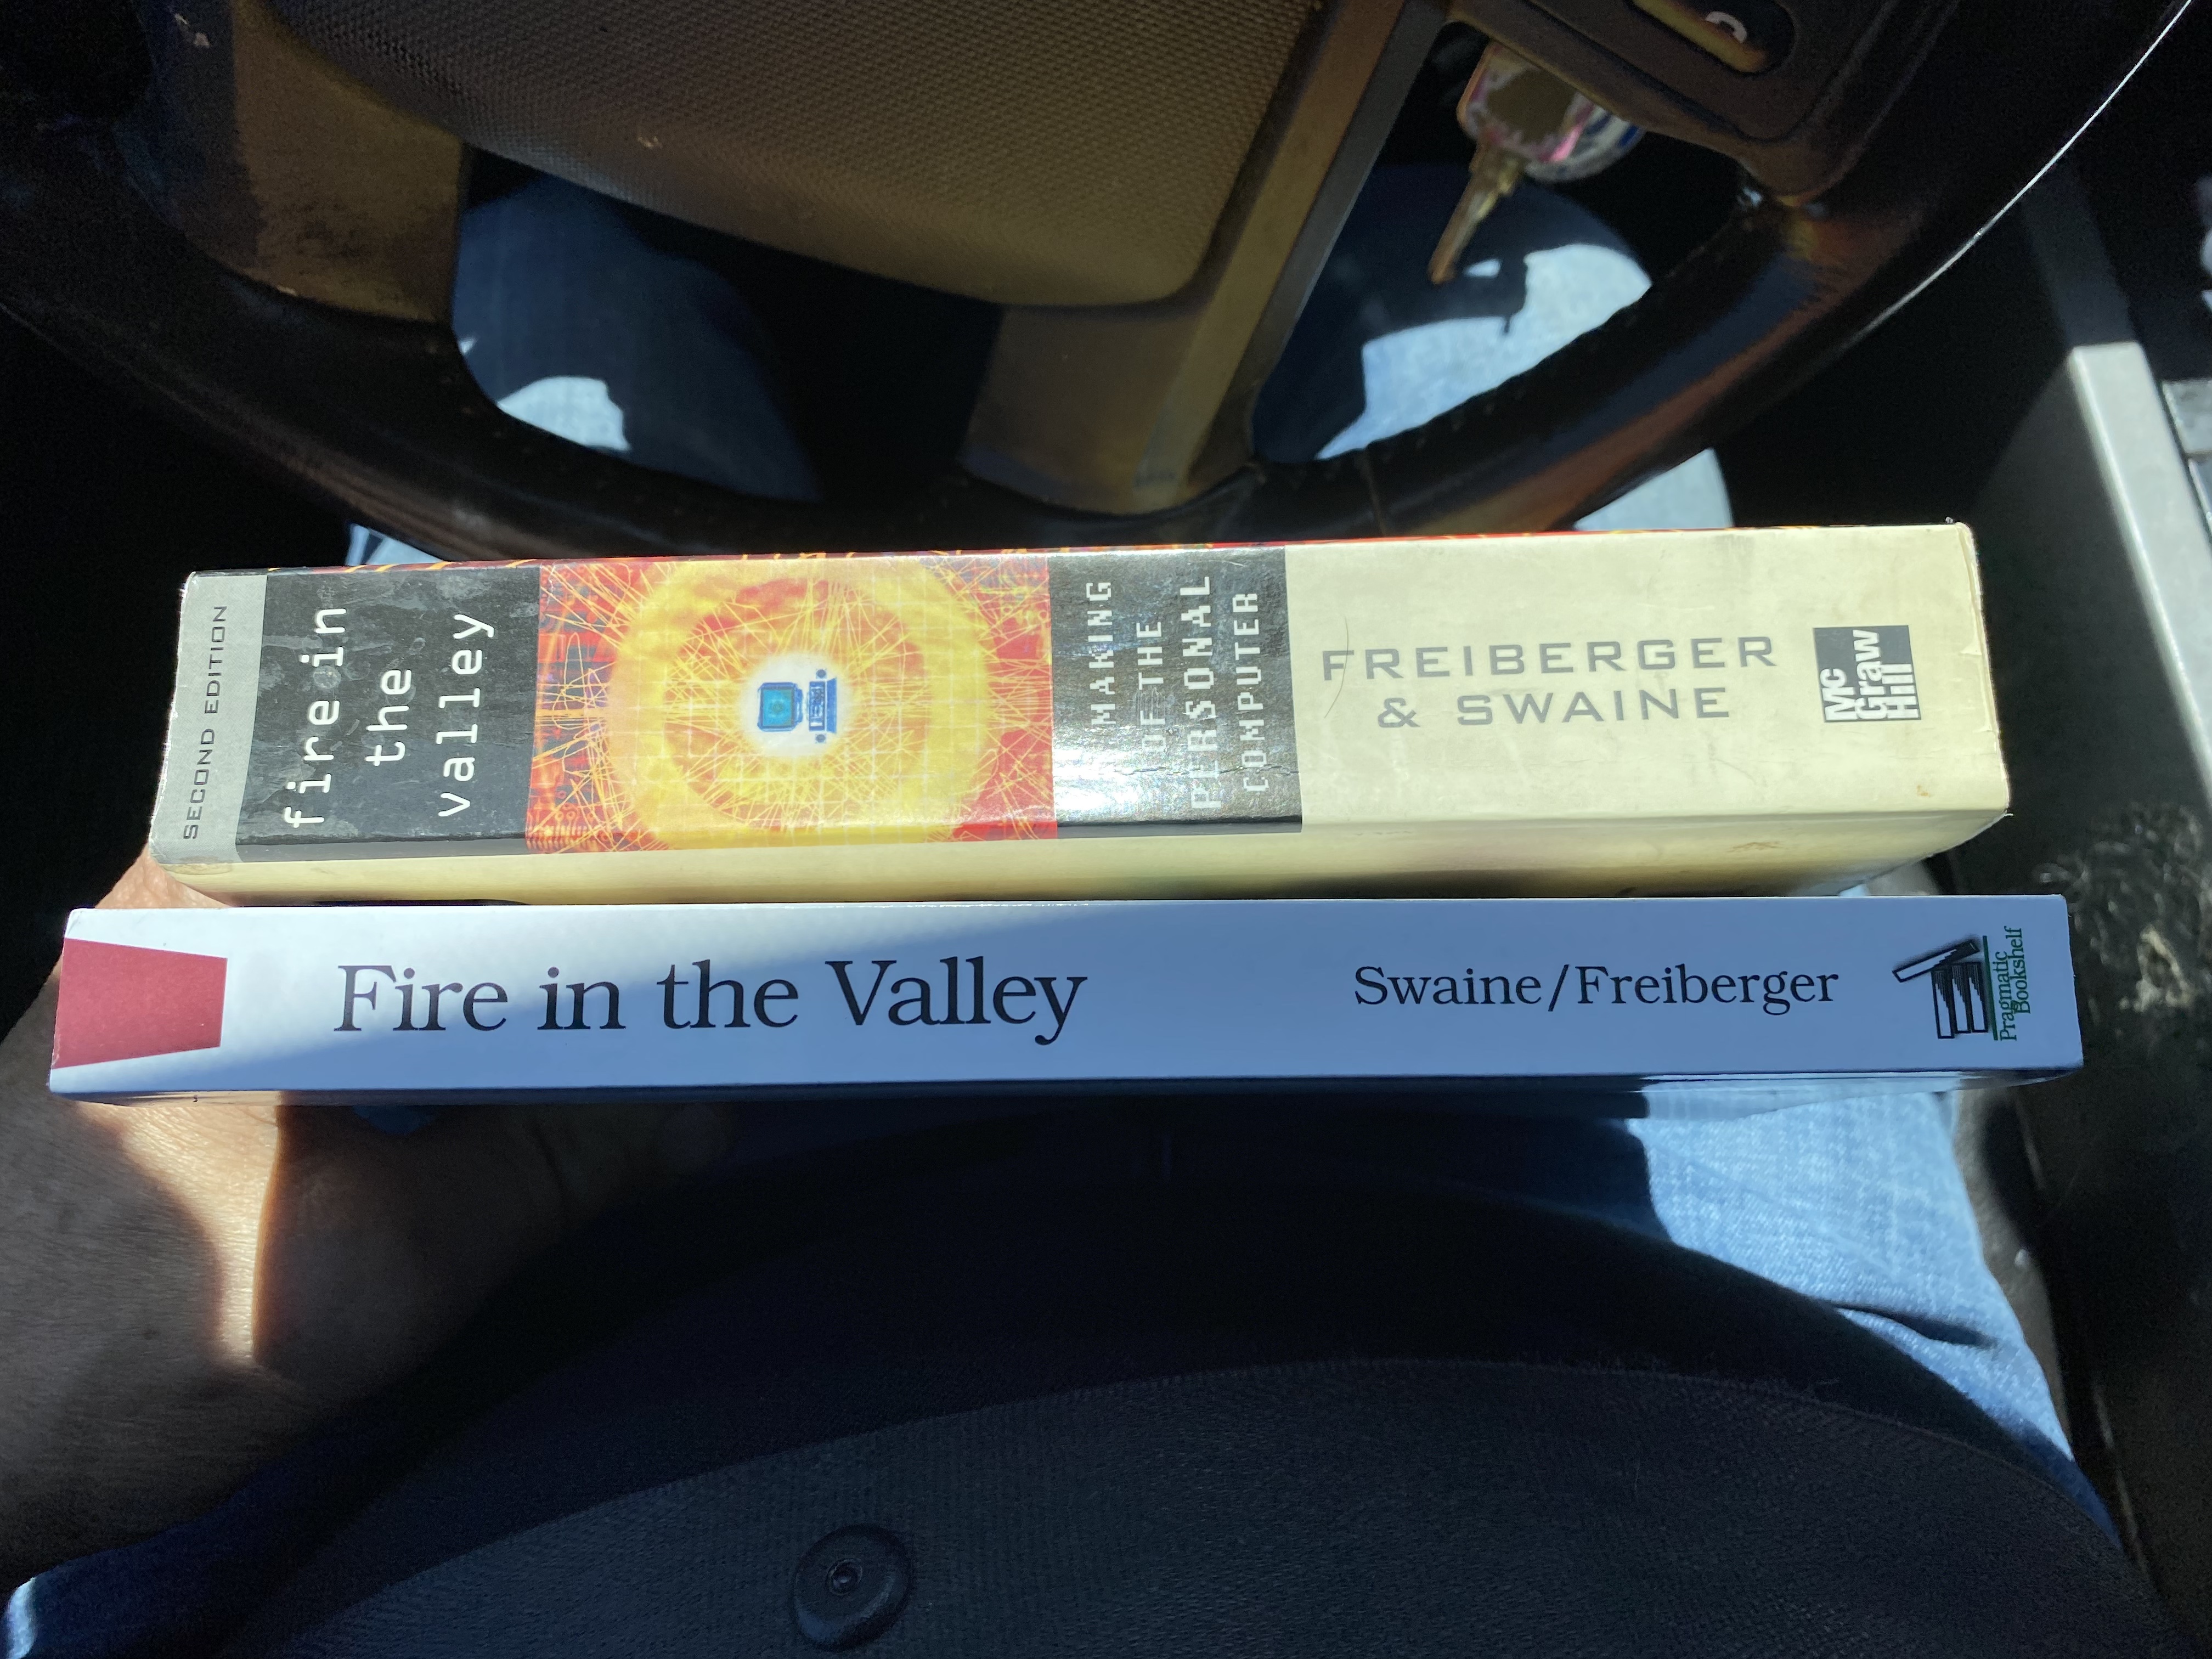 SECOND EDITION
fire in
the
valley
MAKING
OF THE
PERSONAL
COMPUTER
FREIBERGER
& SWAINE
Mc
Graw
Hill
Fire in the Valley
Swaine/Freiberger
Pragmatic
Bookshelf